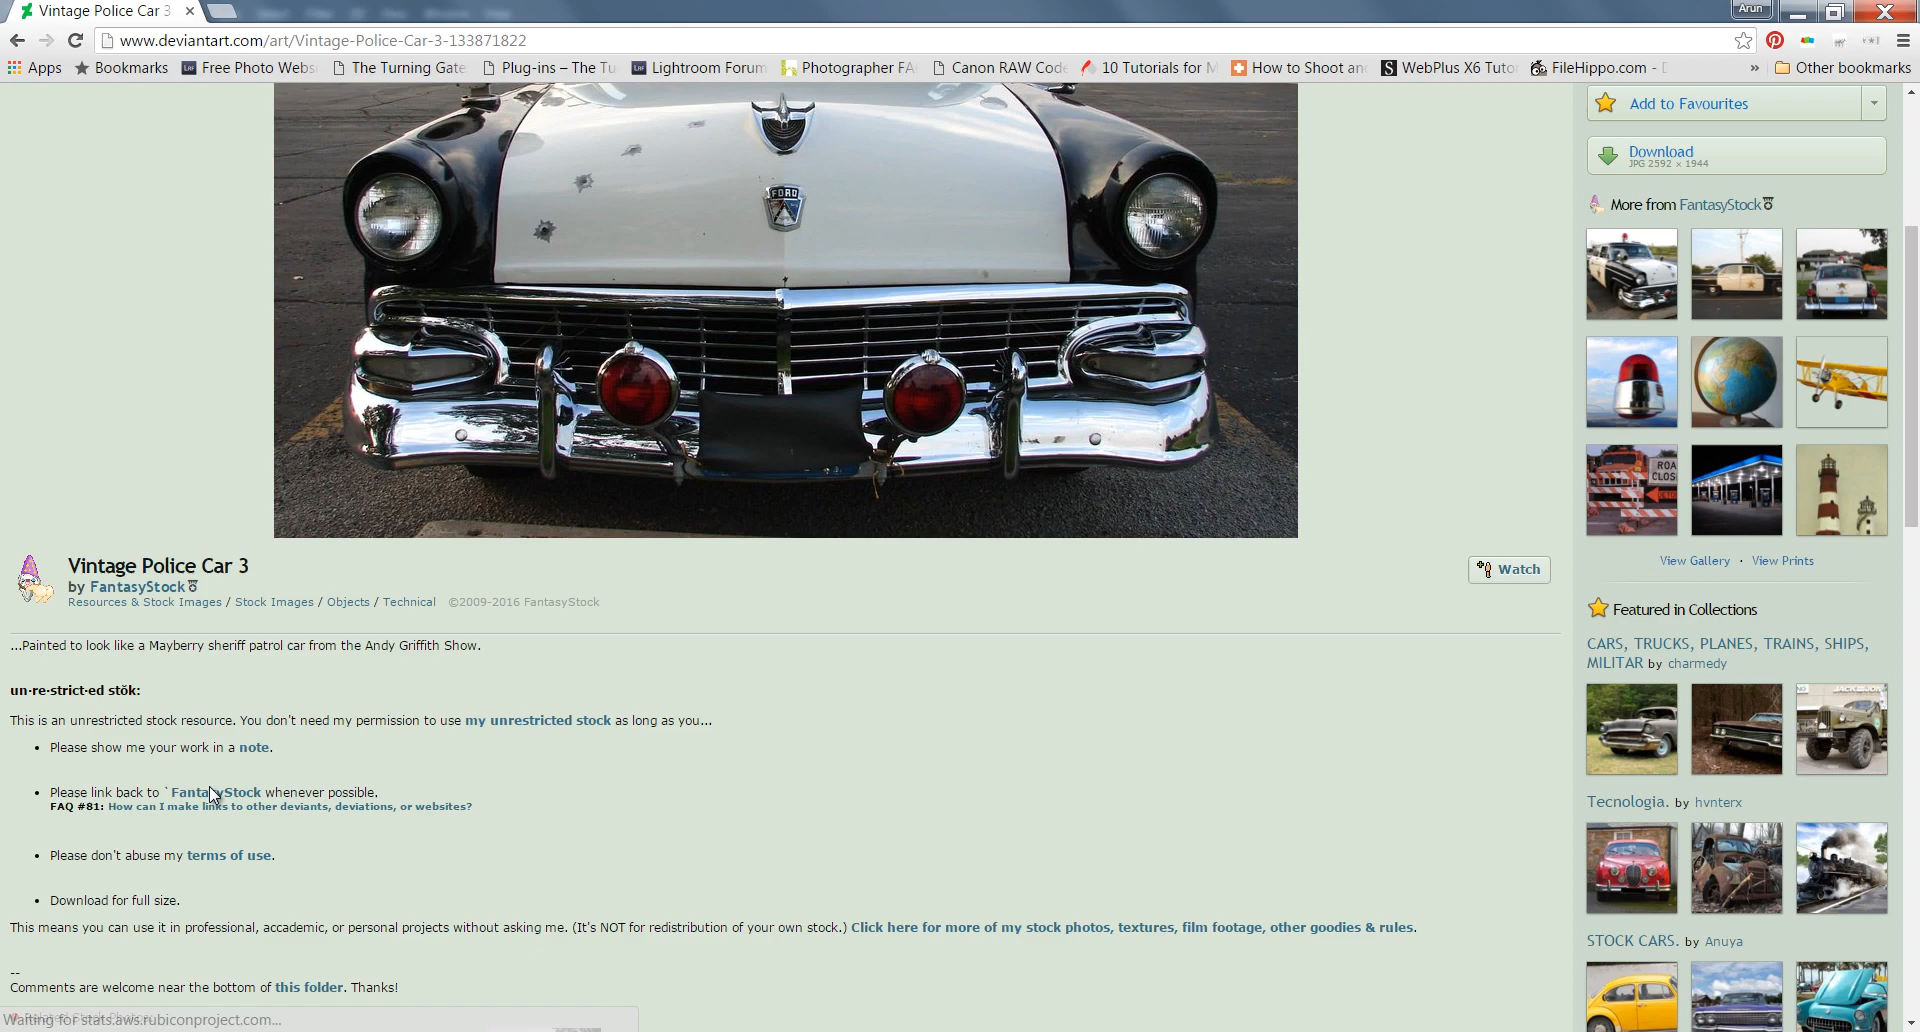 Vintage Police Car 3
Arun
www.deviantart.com/art/Vintage-Police-Car-3-133871822
Apps Bookmarks Free Photo Webs The Turning Gate Plug-ins – The Tu Lightroom Forum Photographer FA Canon RAW Code 10 Tutorials for M How to Shoot an WebPlus X6 Tuto FileHippo.com - D » Other bookmarks
FORD
Add to Favourites
Download
JPG 2592 × 1944
More from FantasyStock
ROA
CLOS
View Gallery · View Prints
Vintage Police Car 3
by FantasyStock
Resources & Stock Images / Stock Images / Objects / Technical ©2009-2016 FantasyStock
Watch
...Painted to look like a Mayberry sheriff patrol car from the Andy Griffith Show.
un·re·strict·ed stŏk:
This is an unrestricted stock resource. You don't need my permission to use my unrestricted stock as long as you...
• Please show me your work in a note.
• Please link back to `FantasyStock whenever possible.
FAQ #81: How can I make links to other deviants, deviations, or websites?
• Please don't abuse my terms of use.
• Download for full size.
This means you can use it in professional, accademic, or personal projects without asking me. (It's NOT for redistribution of your own stock.) Click here for more of my stock photos, textures, film footage, other goodies & rules.
--
Comments are welcome near the bottom of this folder. Thanks!
Waiting for stats.aws.rubiconproject.com...
Featured in Collections
CARS, TRUCKS, PLANES, TRAINS, SHIPS,
MILITAR by charmedy
Tecnologia. by hvnterx
STOCK CARS. by Anuya